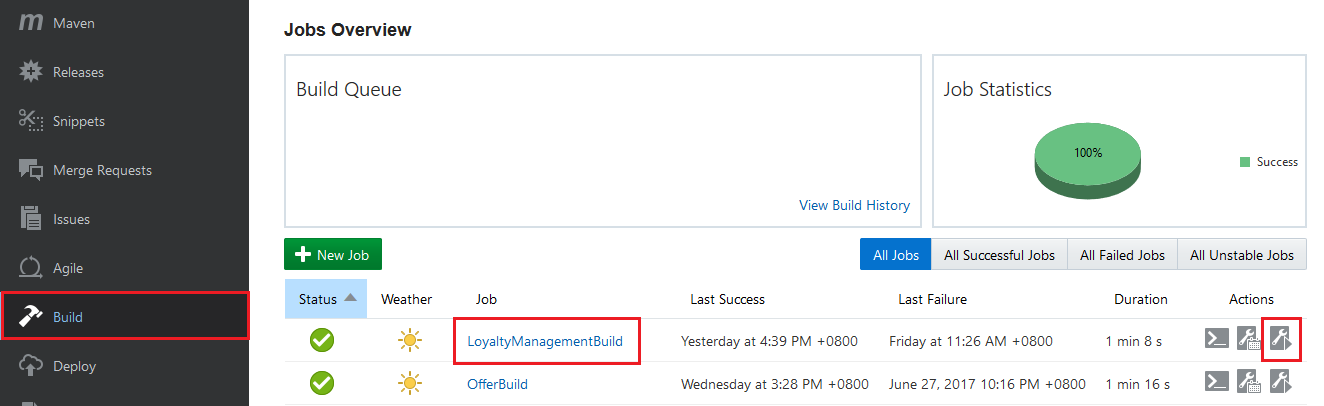 Maven
Releases
Snippets
Merge Requests
Issues
Agile
Build
Deploy
Jobs Overview
Build Queue
View Build History
Job Statistics
100%
Success
New Job
All Jobs All Successful Jobs All Failed Jobs All Unstable Jobs
Status Weather Job Last Success Last Failure Duration Actions
LoyaltyManagementBuild Yesterday at 4:39 PM +0800 Friday at 11:26 AM +0800 1 min 8 s
OfferBuild Wednesday at 3:28 PM +0800 June 27, 2017 10:16 PM +0800 1 min 16 s